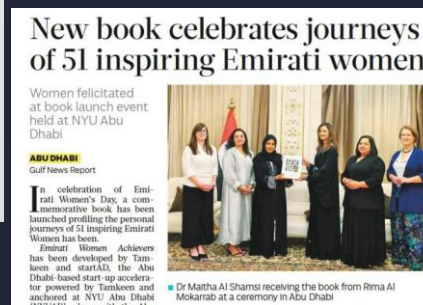 New book celebrates journeys
of 51 inspiring Emirati women
Women felicitated
at book launch event
held at NYU Abu
Dhabi
ABU DHABI
Gulf News Report
In celebration of Emi-
rati Women's Day, a com-
memorative book has been
launched profiling the personal
journeys of 51 inspiring Emirati
Women has been.
Emirati Women Achievers
has been developed by Tam-
keen and startAD, the Abu
Dhabi-based start-up accelera-
tor powered by Tamkeen and
anchored at NYU Abu Dhabi
Dr Maitha Al Shamsi receiving the book from Rima Al
Mokarrab at a ceremony in Abu Dhabi